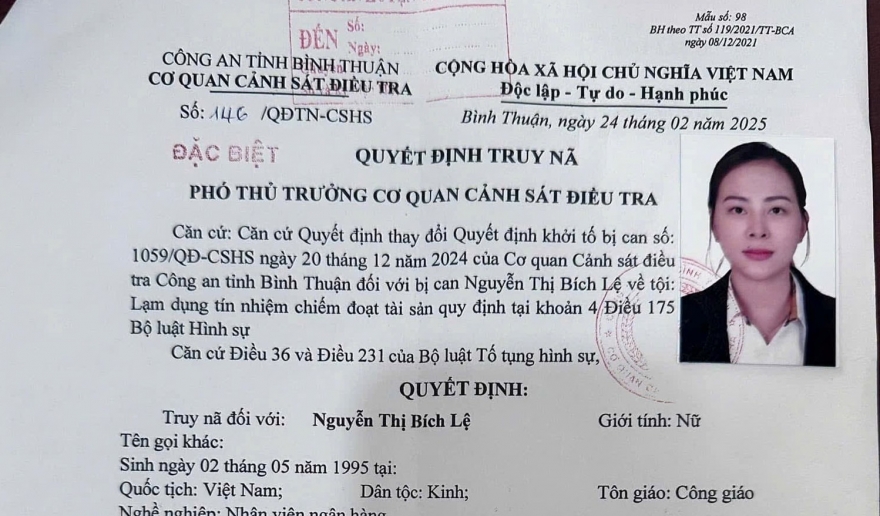 Mẫu số: 98
BH theo TT số 119/2021/TT-BCA
ngày 08/12/2021
ĐẾN
Số:
Ngày:
CÔNG AN TỈNH BÌNH THUẬN
CƠ QUAN CẢNH SÁT ĐIỀU TRA
Số: 146 /QĐTN-CSHS
CỘNG HÒA XÃ HỘI CHỦ NGHĨA VIỆT NAM
Độc lập - Tự do - Hạnh phúc
Bình Thuận, ngày 24 tháng 02 năm 2025
ĐẶC BIỆT
QUYẾT ĐỊNH TRUY NÃ
PHÓ THỦ TRƯỞNG CƠ QUAN CẢNH SÁT ĐIỀU TRA
Căn cứ: Căn cứ Quyết định thay đổi Quyết định khởi tố bị can số:
1059/QĐ-CSHS ngày 20 tháng 12 năm 2024 của Cơ quan Cảnh sát điều
tra Công an tỉnh Bình Thuận đối với bị can Nguyễn Thị Bích Lệ về tội:
Lạm dụng tín nhiệm chiếm đoạt tài sản quy định tại khoản 4 Điều 175
Bộ luật Hình sự
Căn cứ Điều 36 và Điều 231 của Bộ luật Tố tụng hình sự,
QUYẾT ĐỊNH:
Truy nã đối với: Nguyễn Thị Bích Lệ Giới tính: Nữ
Tên gọi khác:
Sinh ngày 02 tháng 05 năm 1995 tại:
Quốc tịch: Việt Nam; Dân tộc: Kinh; Tôn giáo: Công giáo
Nghề nghiệp: Nhân viên ngân hàng